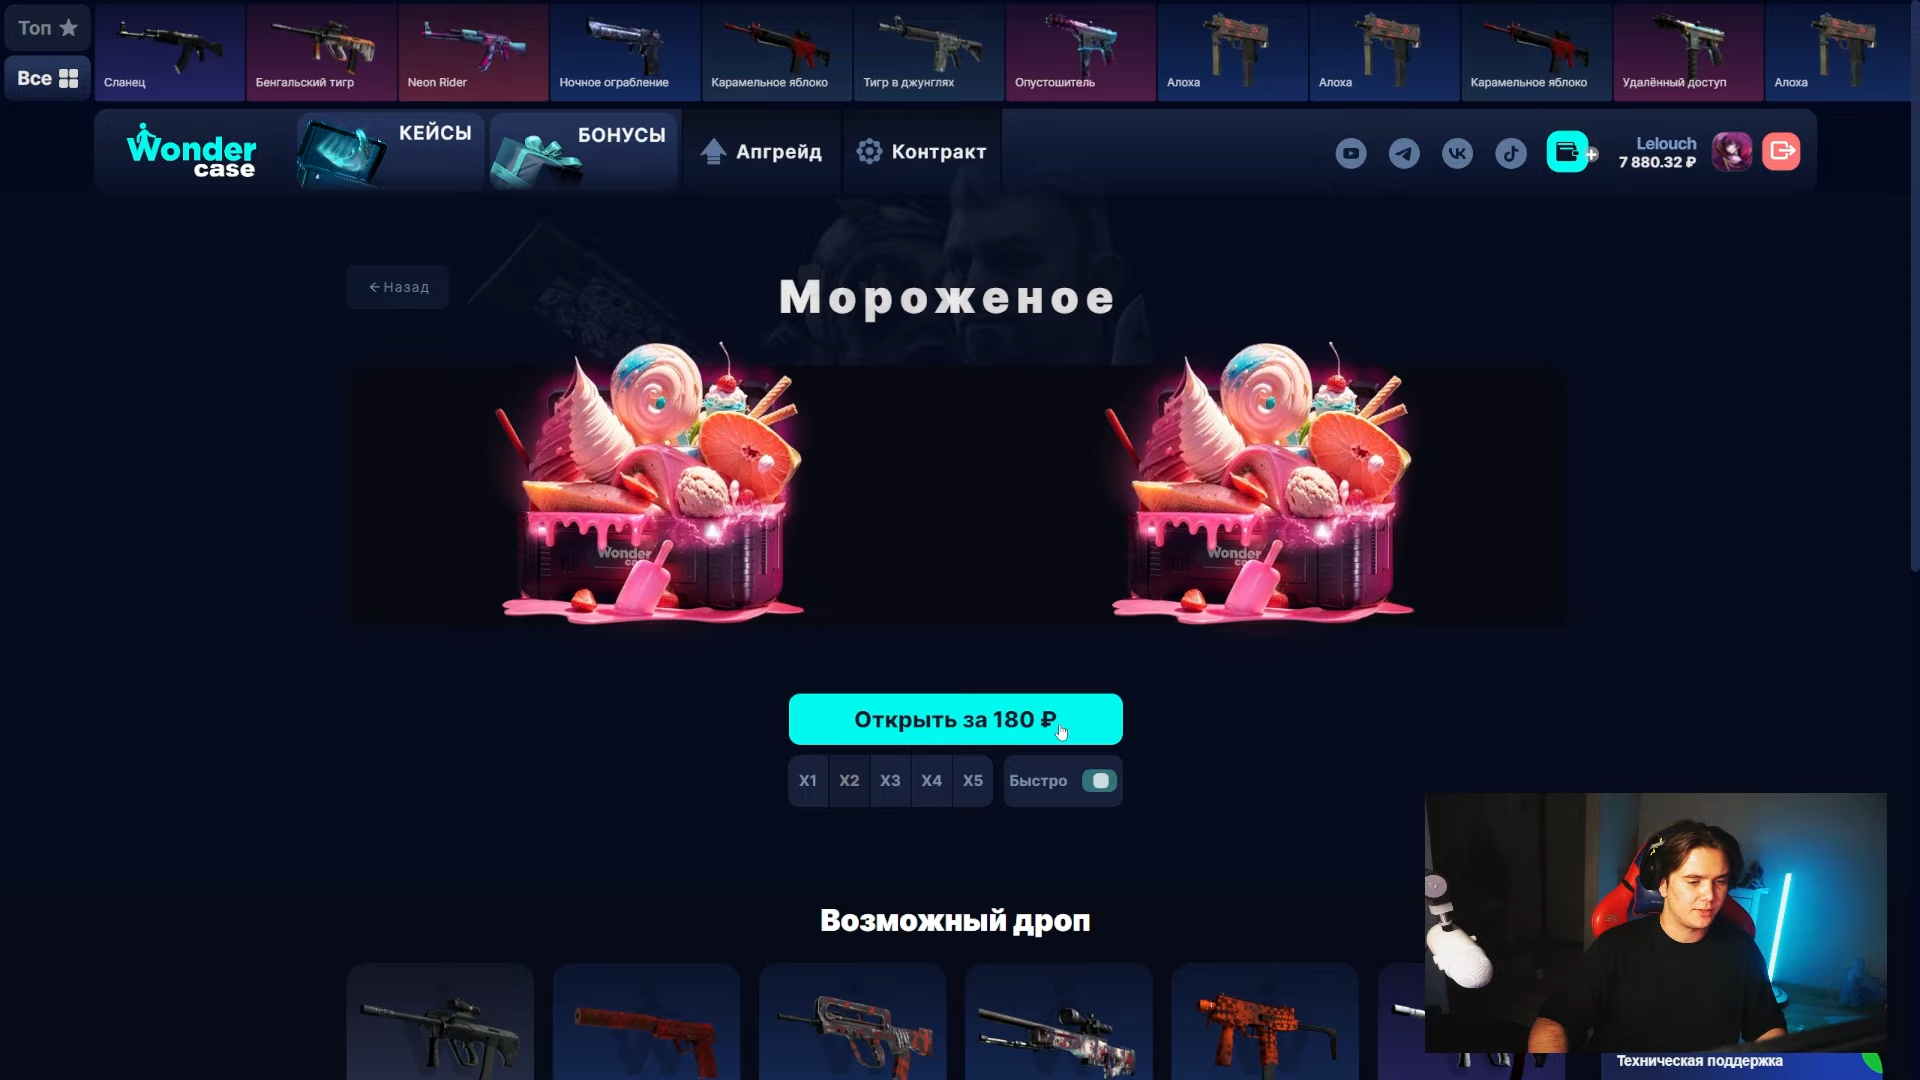 Топ
Все
Сланец
Бенгальский тигр
Neon Rider
Ночное ограбление
Карамельное яблоко
Тигр в джунглях
Опустошитель
Алоха
Алоха
Карамельное яблоко
Удалённый доступ
Алоха
Wonder
case
КЕЙСЫ
БОНУСЫ
Апгрейд
Контракт
Lelouch
7 880.32 ₽
Назад
Мороженое
Wonder
Wonder
Открыть за 180 ₽
X1
X2
X3
X4
X5
Быстро
Возможный дроп
Техническая поддержка